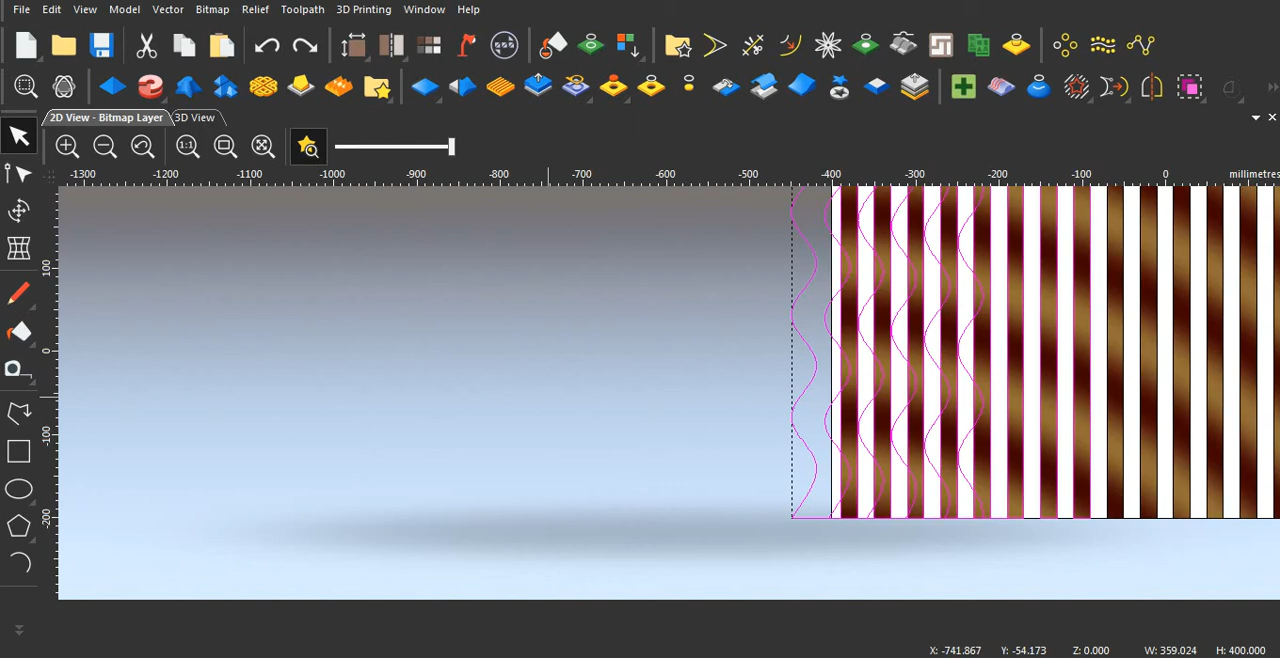 File Edit View Model Vector Bitmap Relief Toolpath 3D Printing Window Help
2D View - Bitmap Layer 3D View
1:1
-1300 -1200 -1100 -1000 -900 -800 -700 -600 -500 -400 -300 -200 -100 0 millimetres
100
0
-100
-200
X: -741.867 Y: -54.173 Z: 0.000 W: 359.024 H: 400.000